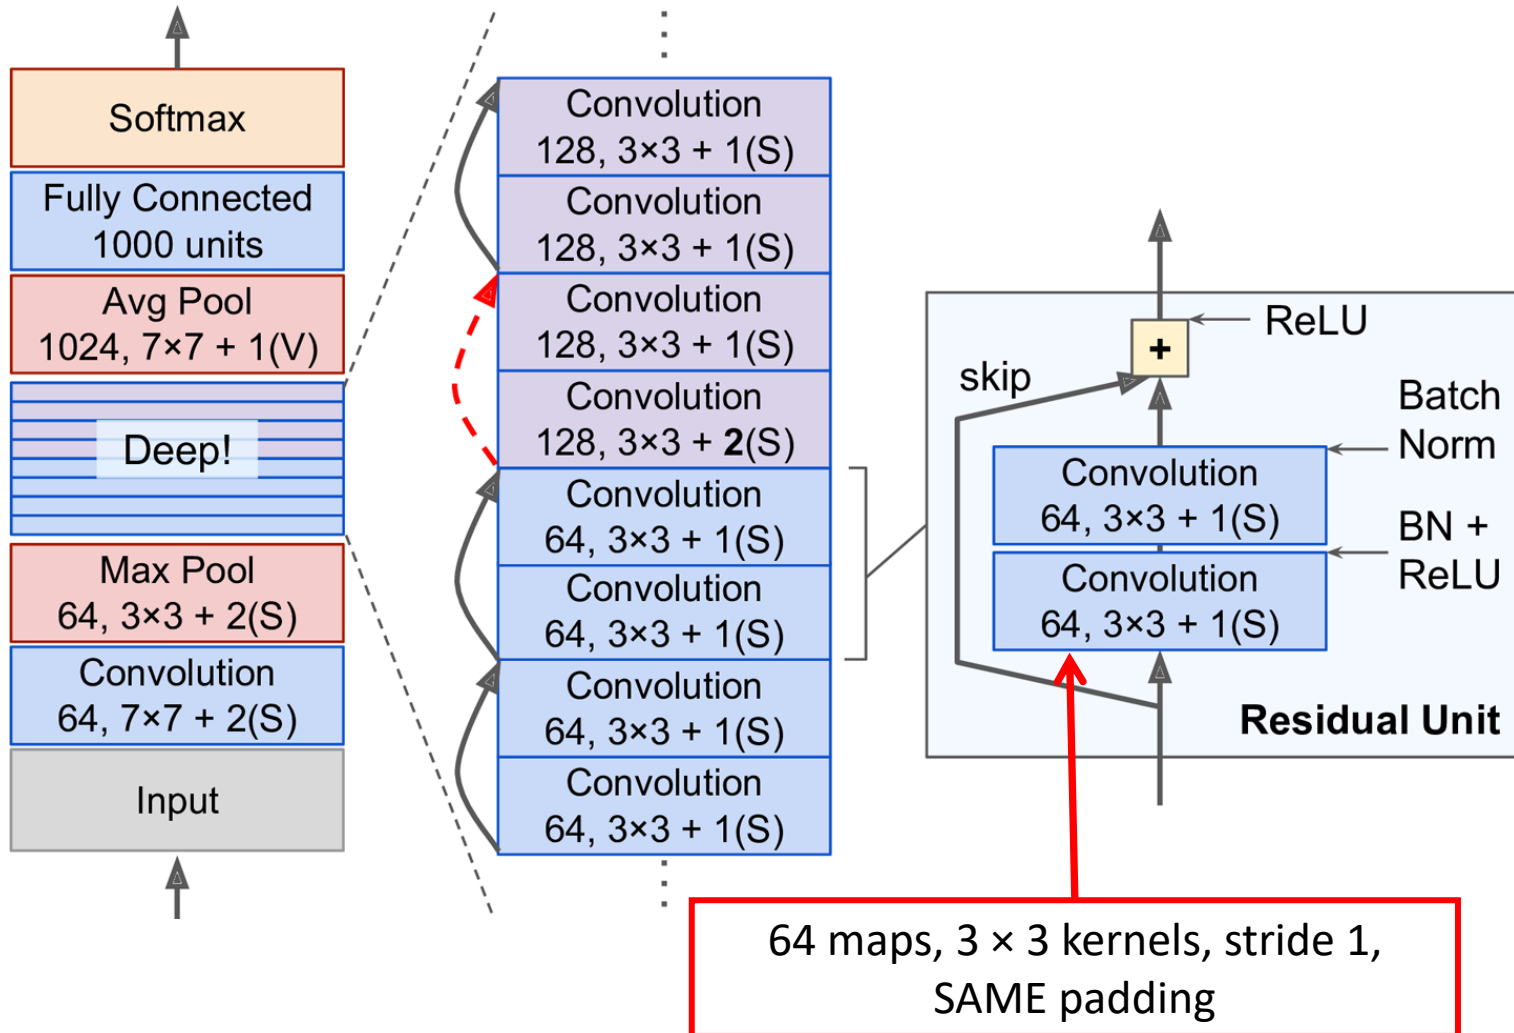 Softmax
Fully Connected
1000 units
Avg Pool
1024, 7×7 + 1(V)
Deep!
Max Pool
64, 3×3 + 2(S)
Convolution
64, 7×7 + 2(S)
Input
Convolution
128, 3×3 + 1(S)
Convolution
128, 3×3 + 1(S)
Convolution
128, 3×3 + 1(S)
Convolution
128, 3×3 + 2(S)
Convolution
64, 3×3 + 1(S)
Convolution
64, 3×3 + 1(S)
Convolution
64, 3×3 + 1(S)
Convolution
64, 3×3 + 1(S)
ReLU
+
skip
Batch
Norm
Convolution
64, 3×3 + 1(S)
BN +
ReLU
Convolution
64, 3×3 + 1(S)
Residual Unit
64 maps, 3 × 3 kernels, stride 1,
SAME padding